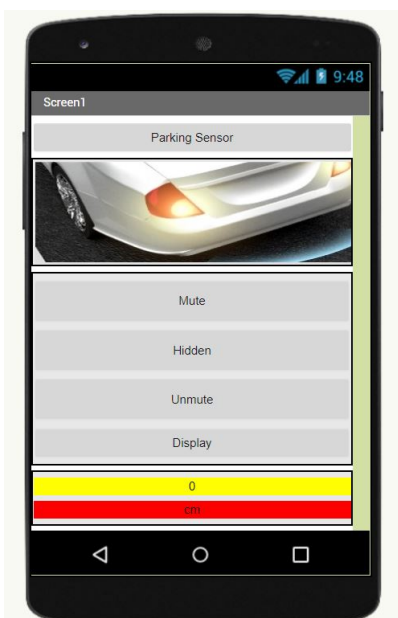 9:48
Screen1
Parking Sensor
Mute
Hidden
Unmute
Display
0
cm